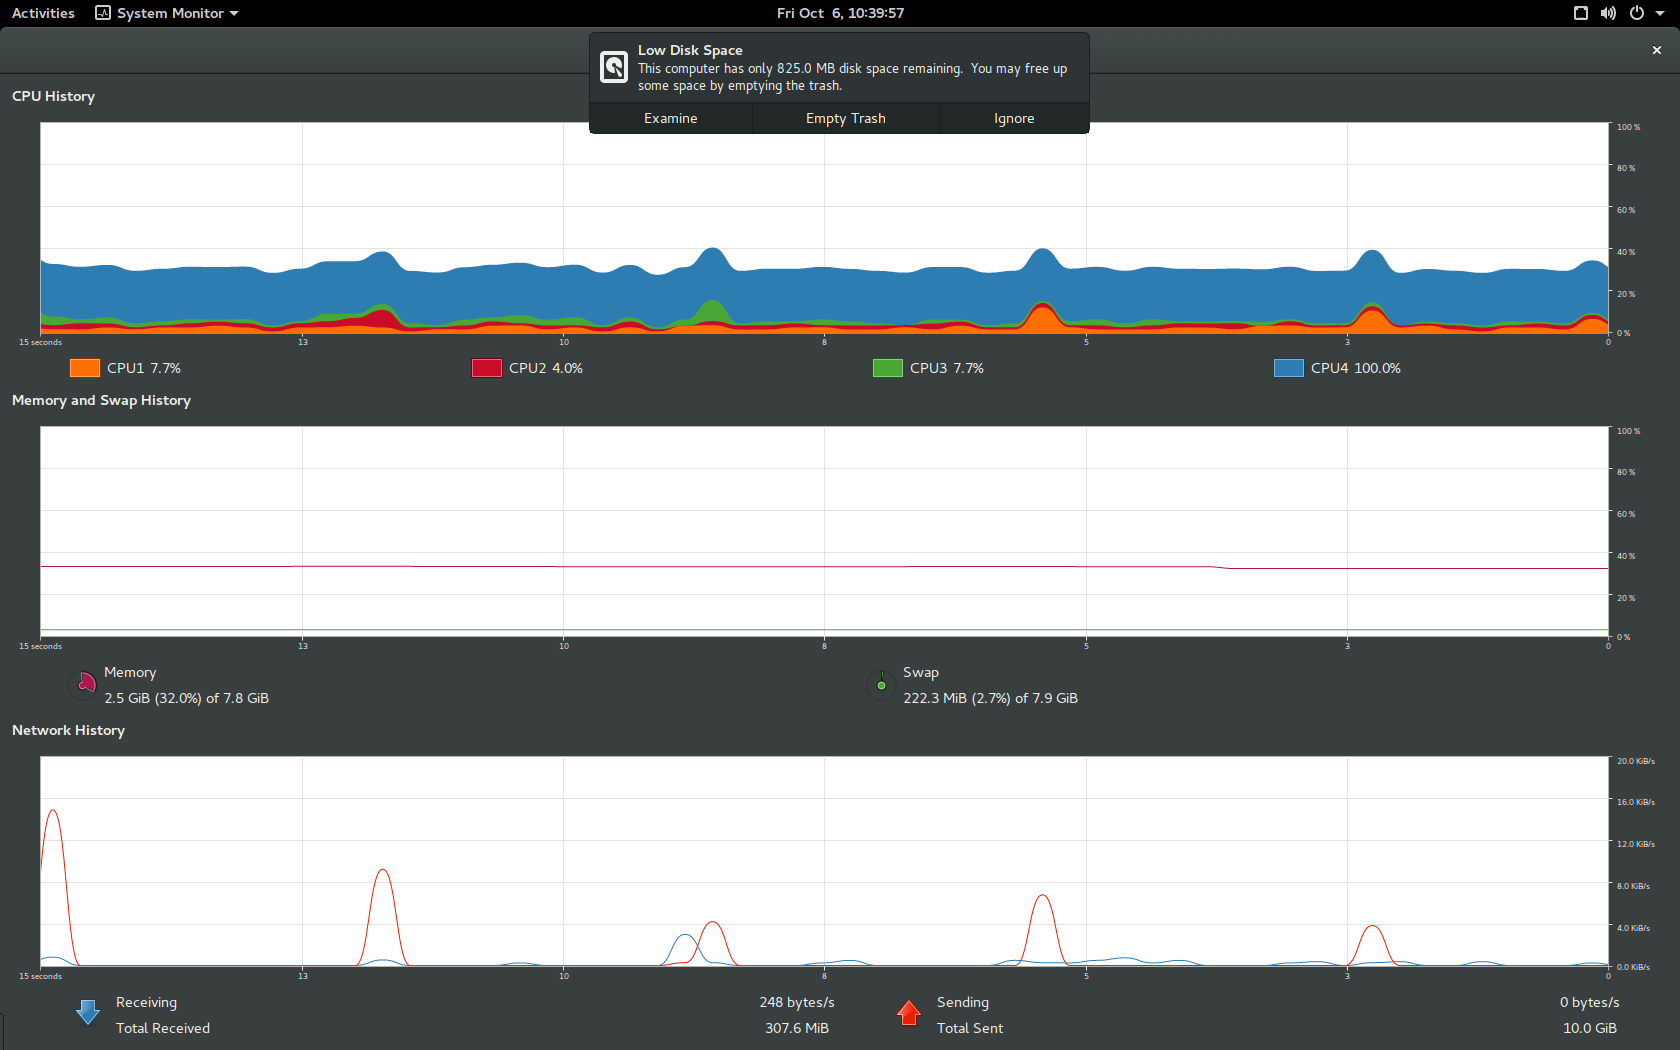 Activities System Monitor Fri Oct 6, 10:39:57
Low Disk Space
This computer has only 825.0 MB disk space remaining. You may free up
some space by emptying the trash.
Examine Empty Trash Ignore
CPU History
100 %
80 %
60 %
40 %
20 %
0 %
15 seconds 13 10 8 5 3 0
CPU1 7.7% CPU2 4.0% CPU3 7.7% CPU4 100.0%
Memory and Swap History
100 %
80 %
60 %
40 %
20 %
0 %
15 seconds 13 10 8 5 3 0
Memory
2.5 GiB (32.0%) of 7.8 GiB
Swap
222.3 MiB (2.7%) of 7.9 GiB
Network History
20.0 KiB/s
16.0 KiB/s
12.0 KiB/s
8.0 KiB/s
4.0 KiB/s
0.0 KiB/s
15 seconds 13 10 8 5 3 0
Receiving 248 bytes/s
Total Received 307.6 MiB
Sending 0 bytes/s
Total Sent 10.0 GiB